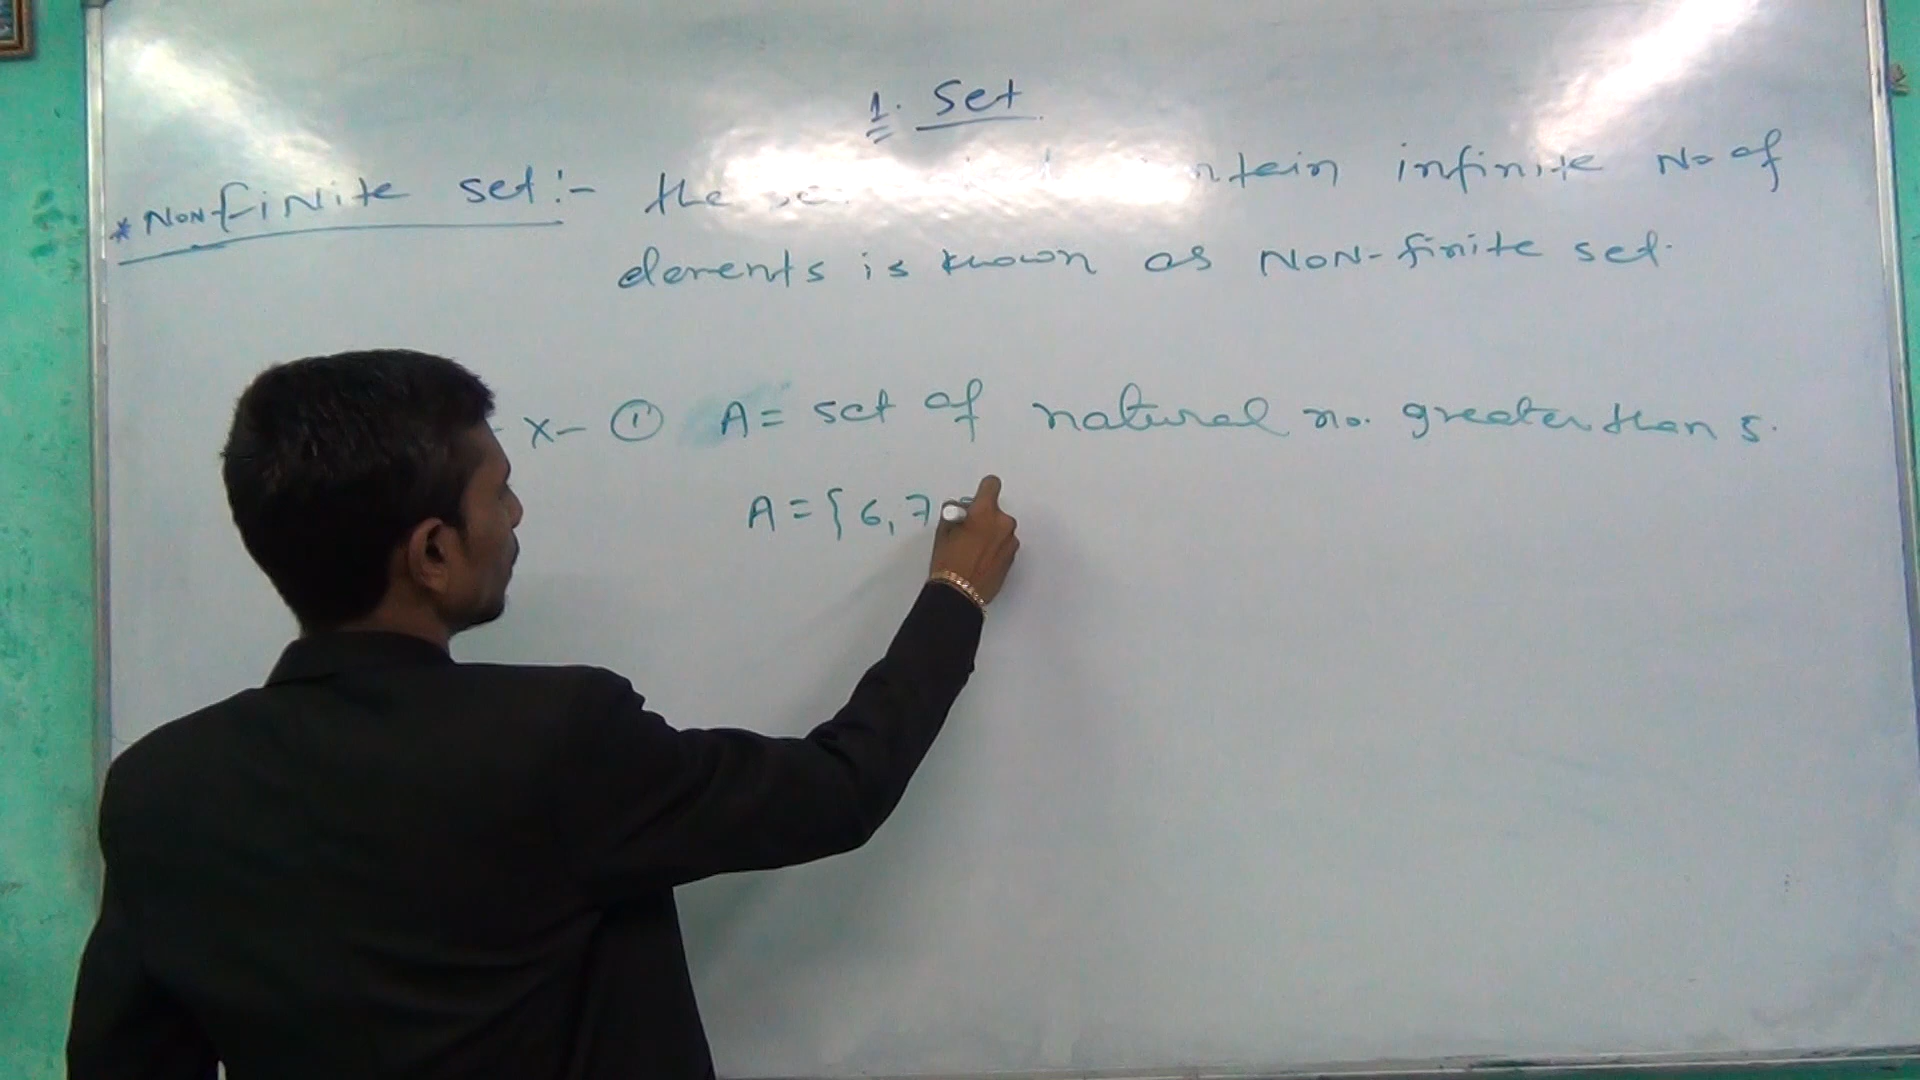 1. Set
* Non finite set :- the infinite No of
elements is known as Non-finite set.
x- ① A = set of natural no. greater than 5.
A = { 6, 7